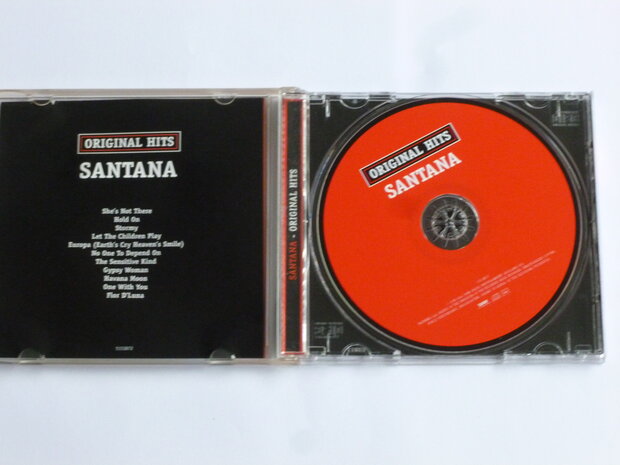 ORIGINAL HITS
SANTANA
She's Not There
Hold On
Stormy
Let The Children Play
Europa (Earth's Cry Heaven's Smile)
No One To Depend On
The Sensitive Kind
Gypsy Woman
Havana Moon
One With You
Flor D'Luna
SANTANA • ORIGINAL HITS
ORIGINAL HITS
SANTANA